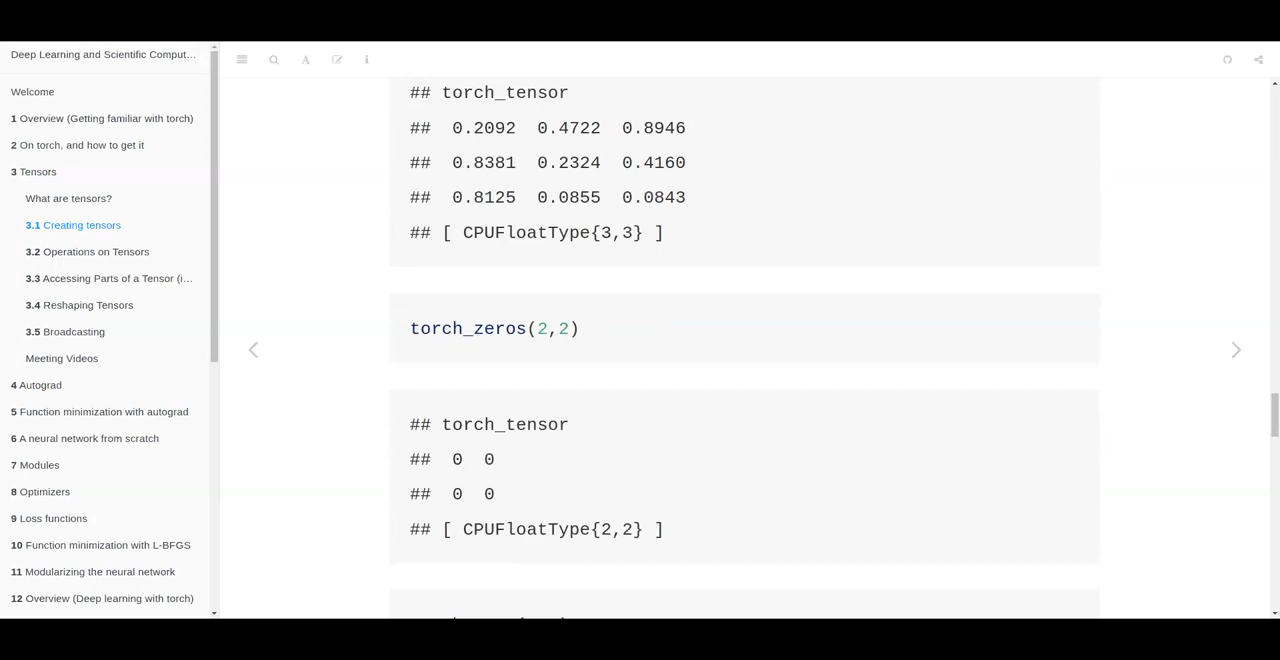 Deep Learning and Scientific Comput…
Welcome
1 Overview (Getting familiar with torch)
2 On torch, and how to get it
3 Tensors
What are tensors?
3.1 Creating tensors
3.2 Operations on Tensors
3.3 Accessing Parts of a Tensor (i…
3.4 Reshaping Tensors
3.5 Broadcasting
Meeting Videos
4 Autograd
5 Function minimization with autograd
6 A neural network from scratch
7 Modules
8 Optimizers
9 Loss functions
10 Function minimization with L-BFGS
11 Modularizing the neural network
12 Overview (Deep learning with torch)
## torch_tensor
##  0.2092  0.4722  0.8946
##  0.8381  0.2324  0.4160
##  0.8125  0.0855  0.0843
## [ CPUFloatType{3,3} ]
torch_zeros(2,2)
## torch_tensor
##  0  0
##  0  0
## [ CPUFloatType{2,2} ]